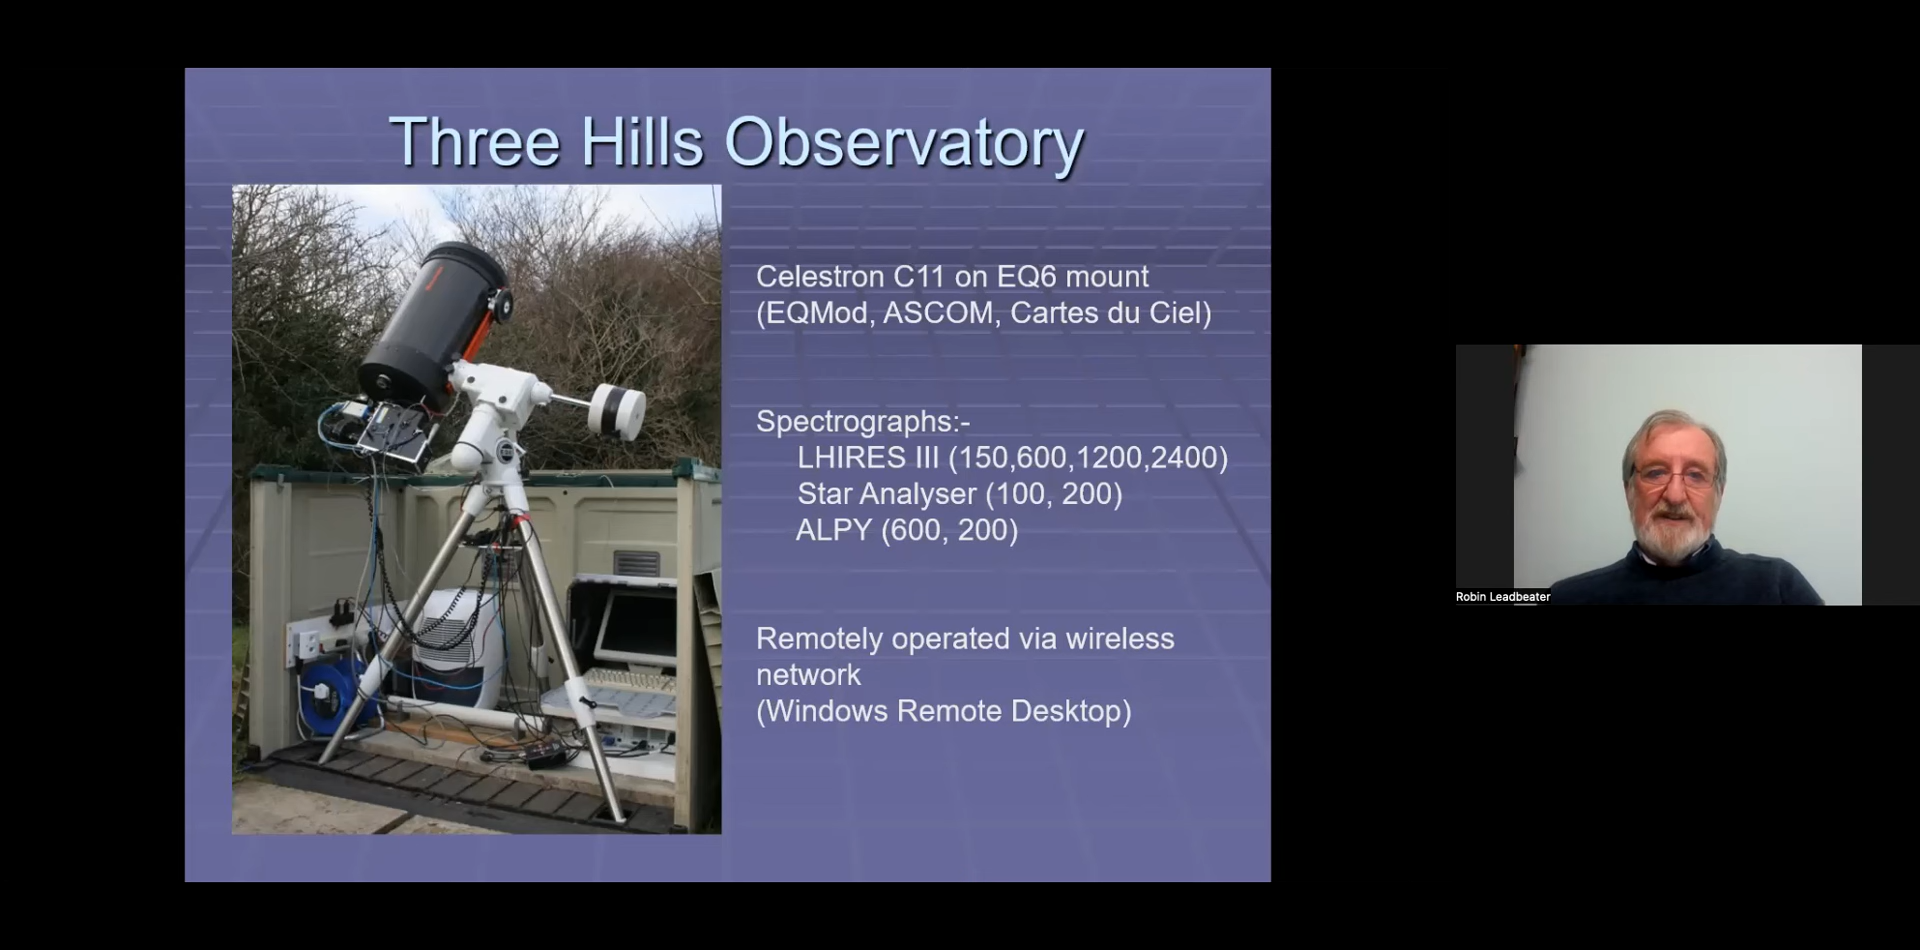 Three Hills Observatory
Celestron C11 on EQ6 mount
(EQMod, ASCOM, Cartes du Ciel)
Spectrographs:-
LHIRES III (150,600,1200,2400)
Star Analyser (100, 200)
ALPY (600, 200)
Remotely operated via wireless
network
(Windows Remote Desktop)
Robin Leadbeater